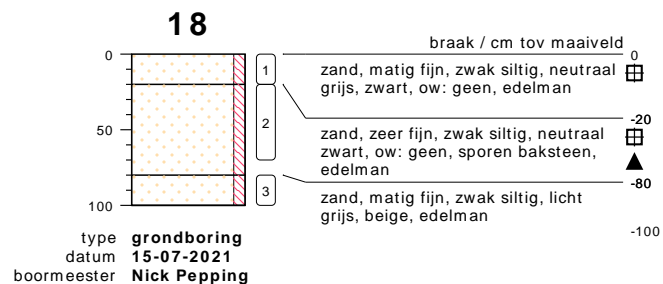 18
braak / cm tov maaiveld
0
0
1
zand, matig fijn, zwak siltig, neutraal
grijs, zwart, ow: geen, edelman
-20
50
2
zand, zeer fijn, zwak siltig, neutraal
zwart, ow: geen, sporen baksteen,
edelman
-80
3
zand, matig fijn, zwak siltig, licht
grijs, beige, edelman
100
-100
type grondboring
datum 15-07-2021
boormeester Nick Pepping